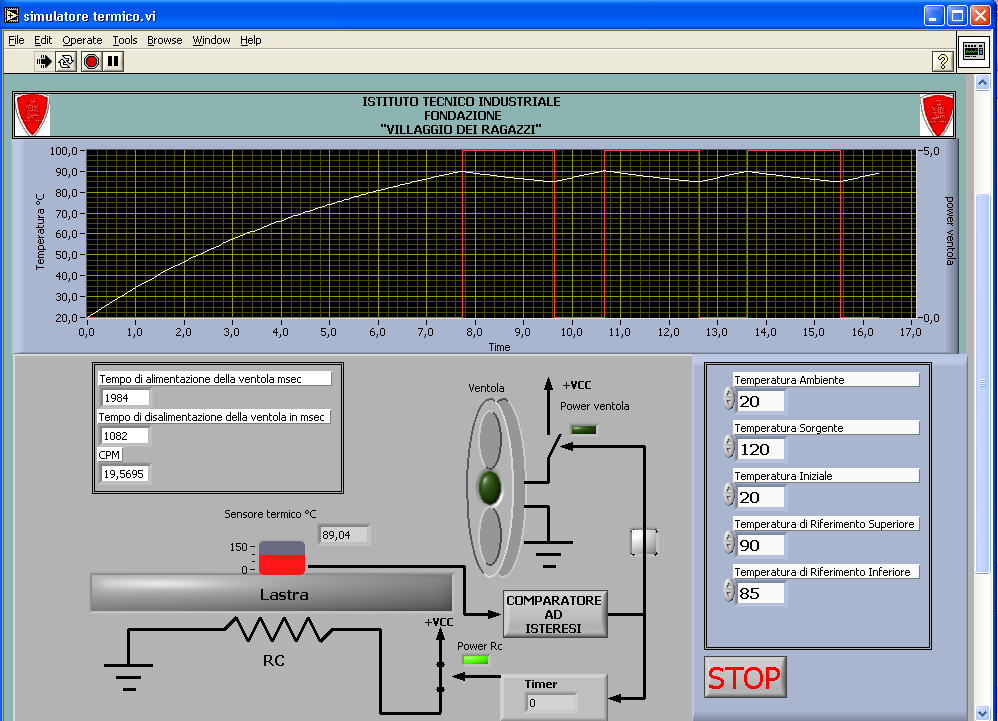 simulatore termico.vi
File Edit Operate Tools Browse Window Help
?
ISTITUTO TECNICO INDUSTRIALE
FONDAZIONE
"VILLAGGIO DEI RAGAZZI"
Temperatura °C
100,0
90,0
80,0
70,0
60,0
50,0
40,0
30,0
20,0
5,0
0,0
power ventola
0,0 1,0 2,0 3,0 4,0 5,0 6,0 7,0 8,0 9,0 10,0 11,0 12,0 13,0 14,0 15,0 16,0 17,0
Time
Tempo di alimentazione della ventola msec
1984
Tempo di disalimentazione della ventola in msec
1082
CPM
19,5695
Ventola
+VCC
Power ventola
Sensore termico °C
89,04
150
0
Lastra
COMPARATORE
AD
ISTERESI
+VCC
Power Rc
RC
Timer
0
Temperatura Ambiente
20
Temperatura Sorgente
120
Temperatura Iniziale
20
Temperatura di Riferimento Superiore
90
Temperatura di Riferimento Inferiore
85
STOP